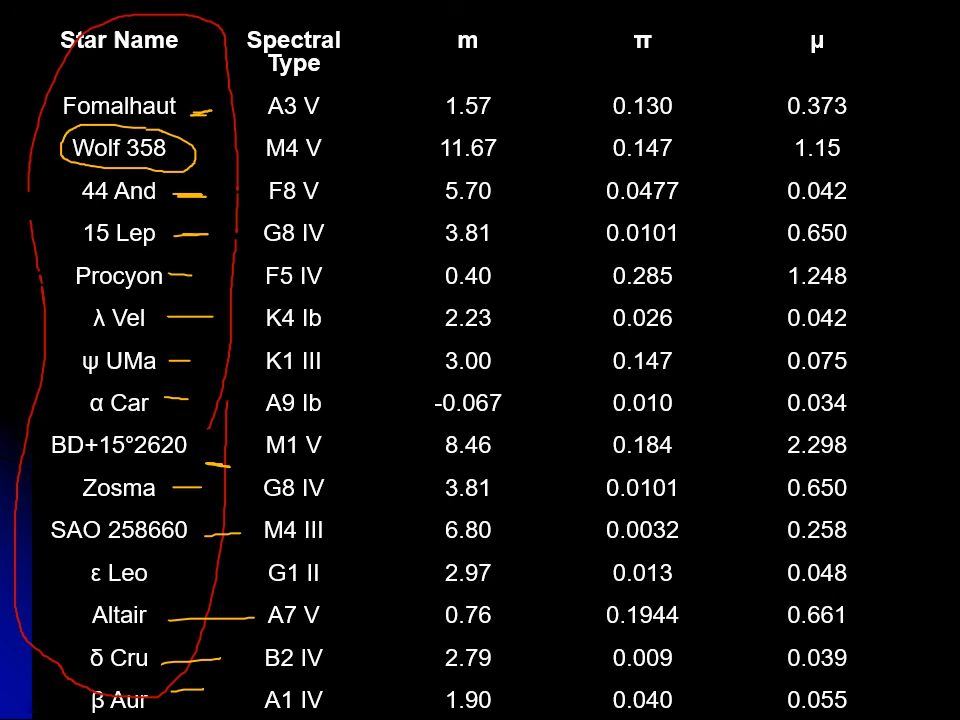 Star Name Spectral Type m π μ
Fomalhaut A3 V 1.57 0.130 0.373
Wolf 358 M4 V 11.67 0.147 1.15
44 And F8 V 5.70 0.0477 0.042
15 Lep G8 IV 3.81 0.0101 0.650
Procyon F5 IV 0.40 0.285 1.248
λ Vel K4 Ib 2.23 0.026 0.042
ψ UMa K1 III 3.00 0.147 0.075
α Car A9 Ib -0.067 0.010 0.034
BD+15°2620 M1 V 8.46 0.184 2.298
Zosma G8 IV 3.81 0.0101 0.650
SAO 258660 M4 III 6.80 0.0032 0.258
ε Leo G1 II 2.97 0.013 0.048
Altair A7 V 0.76 0.1944 0.661
δ Cru B2 IV 2.79 0.009 0.039
β Aur A1 IV 1.90 0.040 0.055